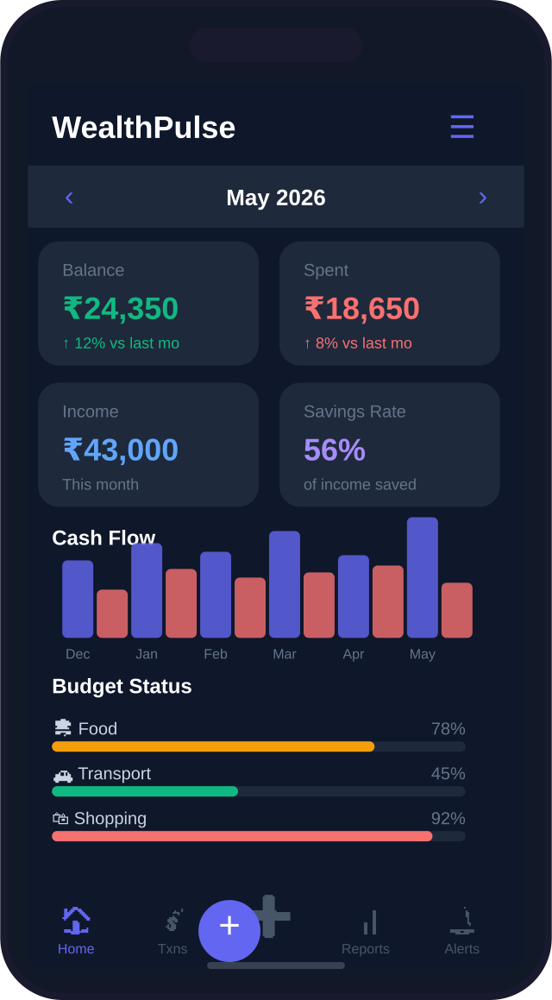 WealthPulse
☰
‹ May 2026 ›
Balance
₹24,350
↑ 12% vs last mo
Spent
₹18,650
↑ 8% vs last mo
Income
₹43,000
This month
Savings Rate
56%
of income saved
Cash Flow
Dec Jan Feb Mar Apr May
Budget Status
Food 78%
Transport 45%
🛍 Shopping 92%
+
Home Txns Reports Alerts